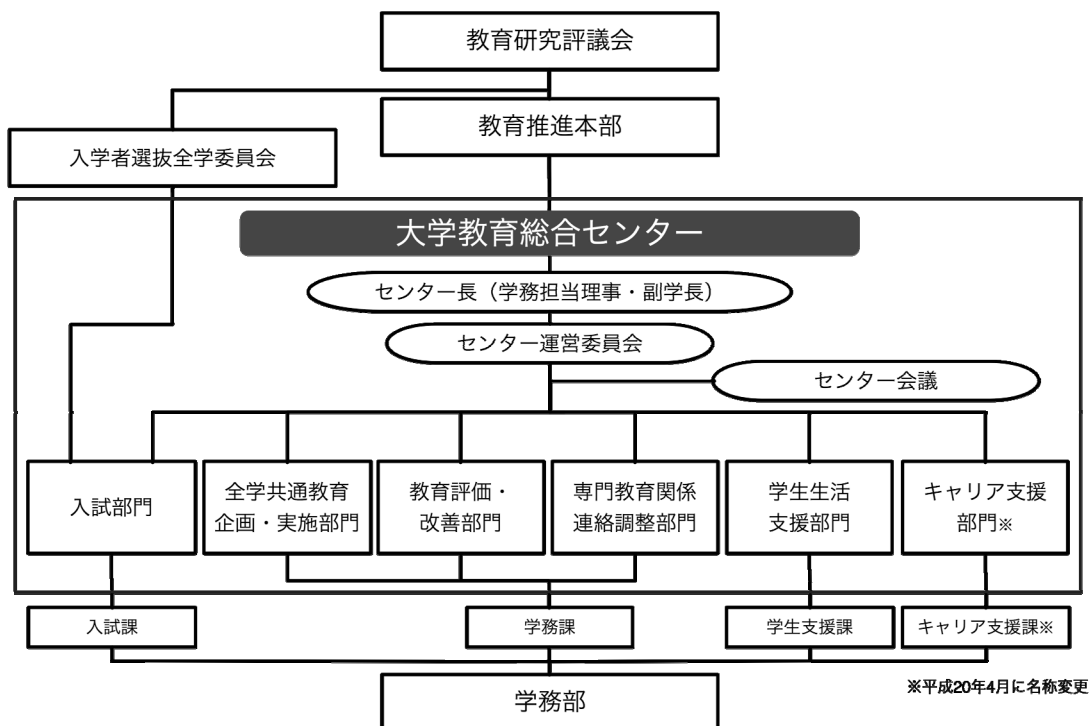 教育研究評議会
教育推進本部
入学者選抜全学委員会
大学教育総合センター
センター長（学務担当理事・副学長）
センター運営委員会
センター会議
入試部門
全学共通教育
企画・実施部門
教育評価・
改善部門
専門教育関係
連絡調整部門
学生生活
支援部門
キャリア支援
部門※
入試課
学務課
学生支援課
キャリア支援課※
学務部
※平成20年4月に名称変更